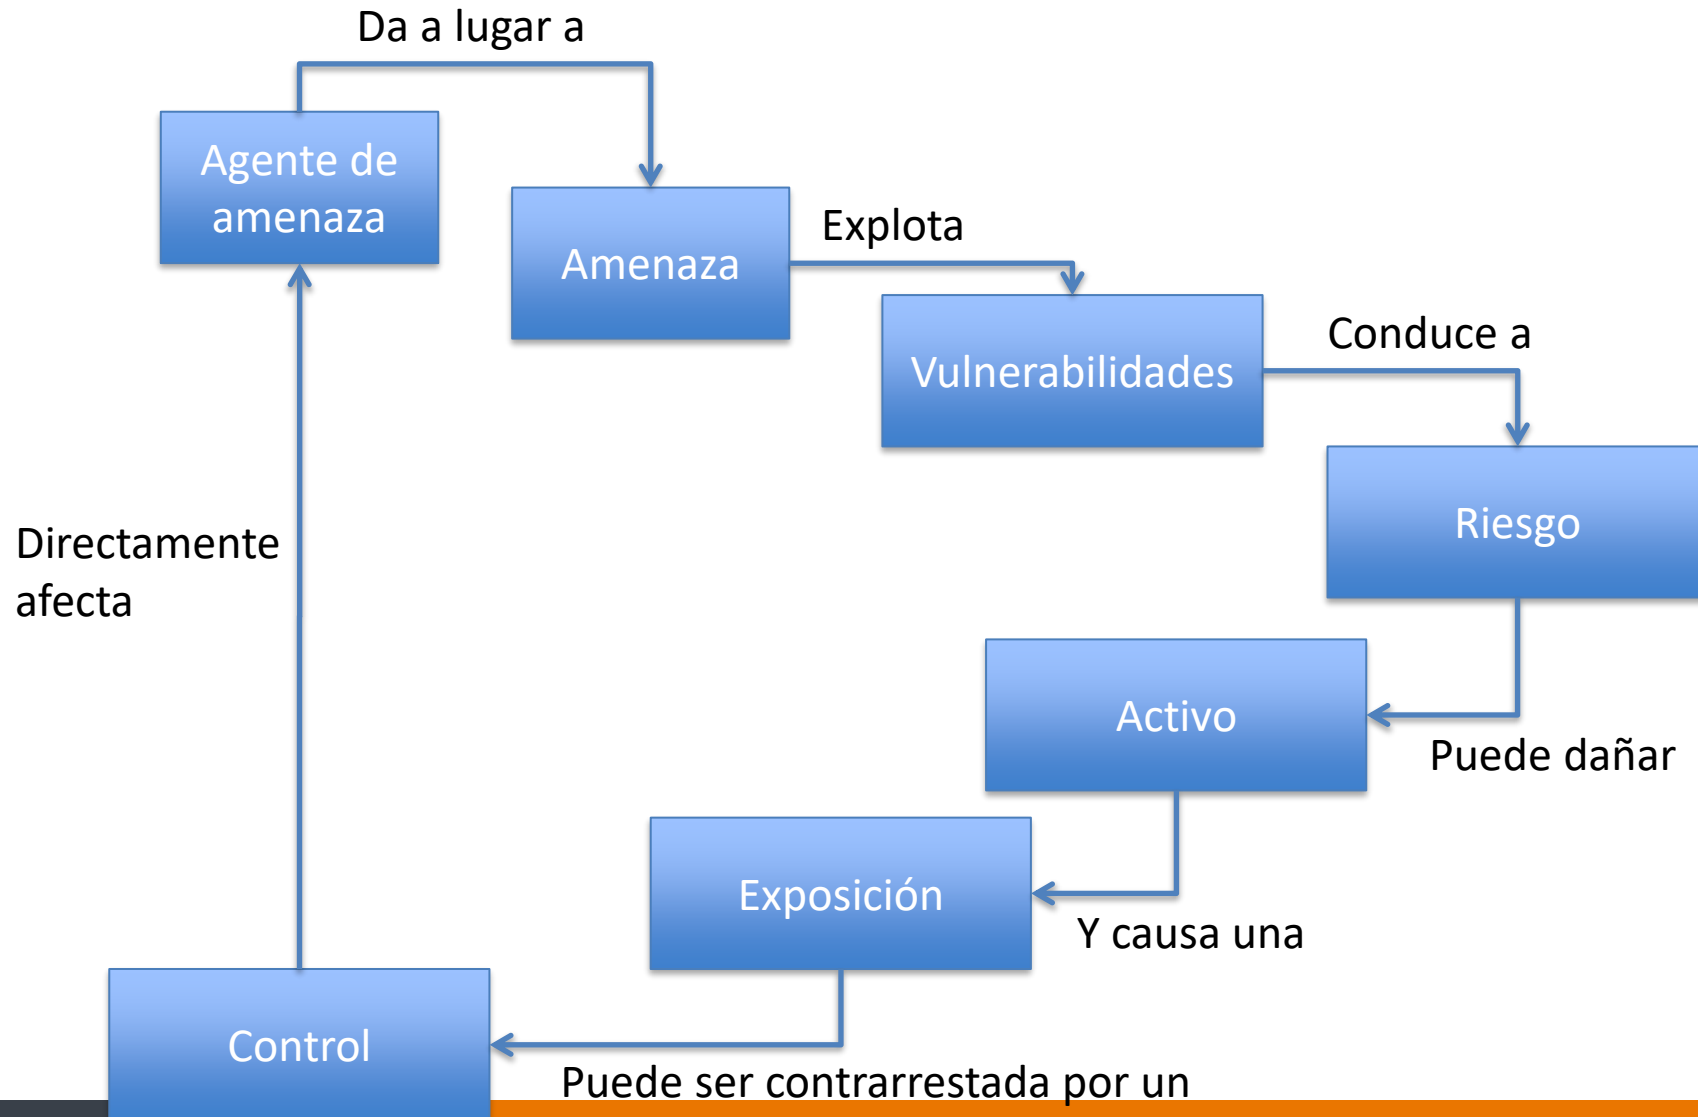 Da a lugar a
Agente de
amenaza
Amenaza
Explota
Vulnerabilidades
Conduce a
Riesgo
Puede dañar
Activo
Y causa una
Exposición
Puede ser contrarrestada por un
Control
Directamente
afecta